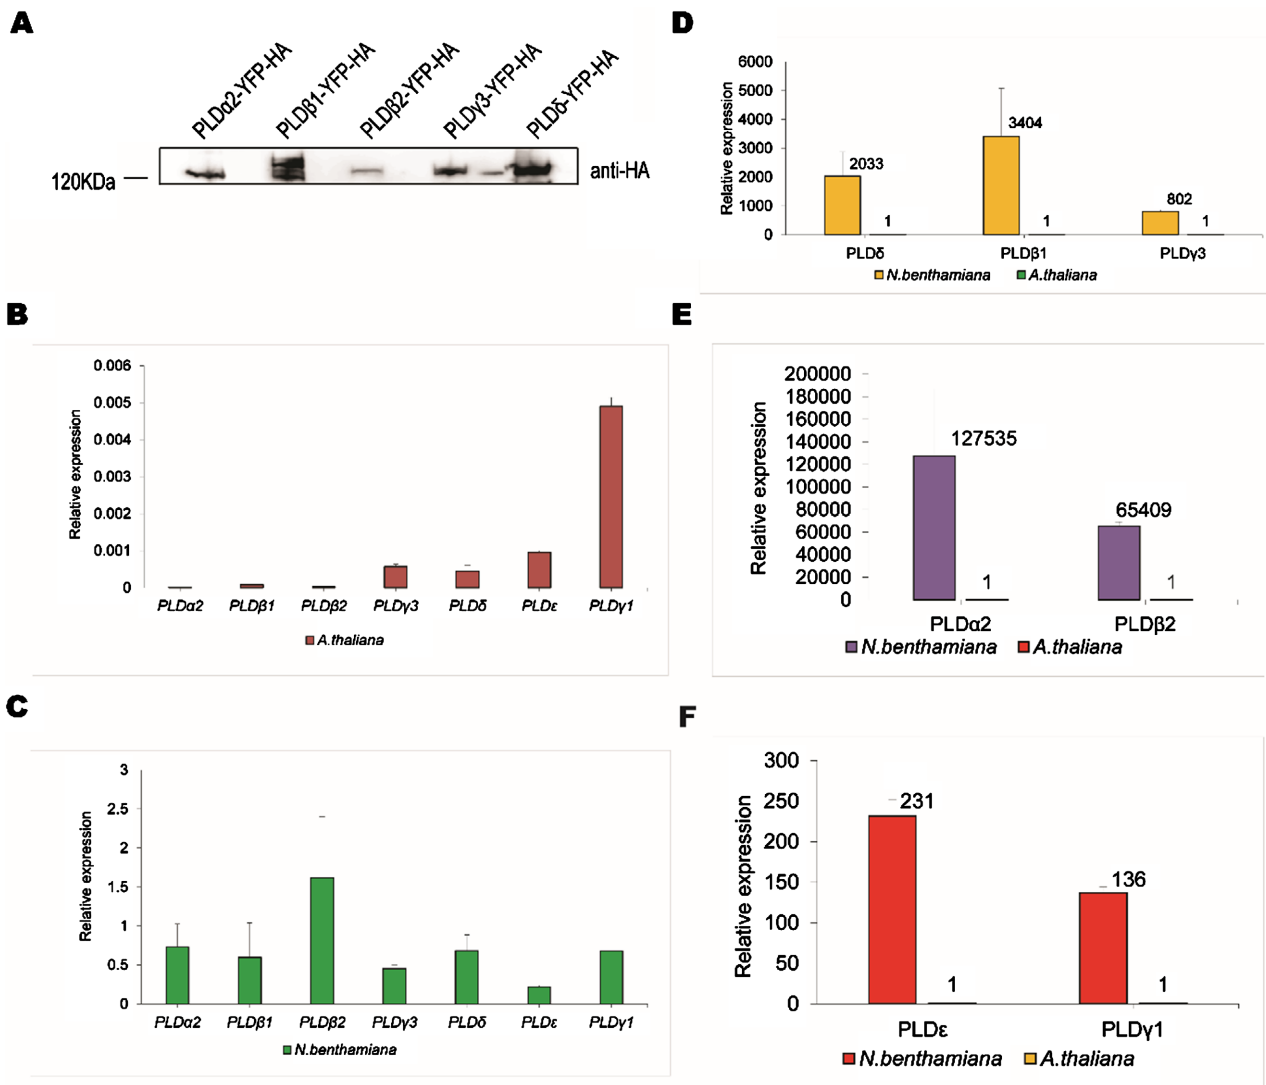 A
PLDα2-YFP-HA
PLDβ1-YFP-HA
PLDβ2-YFP-HA
PLDγ3-YFP-HA
PLDδ-YFP-HA
120KDa
anti-HA
B
Relative expression
0.006
0.005
0.004
0.003
0.002
0.001
0
PLDα2 PLDβ1 PLDβ2 PLDγ3 PLDδ PLDε PLDγ1
A.thaliana
C
Relative expression
3
2.5
2
1.5
1
0.5
0
PLDα2 PLDβ1 PLDβ2 PLDγ3 PLDδ PLDε PLDγ1
N.benthamiana
D
Relative expression
6000
5000
4000
3000
2000
1000
0
2033 1 3404 1 802 1
PLDδ PLDβ1 PLDγ3
N.benthamiana A.thaliana
E
Relative expression
200000
180000
160000
140000
120000
100000
80000
60000
40000
20000
0
127535 1 65409 1
PLDα2 PLDβ2
N.benthamiana A.thaliana
F
Relative expression
300
250
200
150
100
50
0
231 1 136 1
PLDε PLDγ1
N.benthamiana A.thaliana